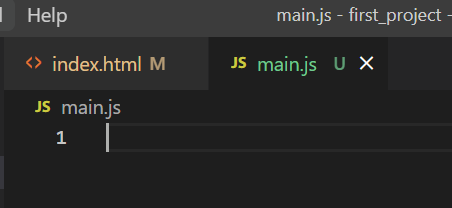 Help main.js - first_project -
<> index.html M JS main.js U ×
JS main.js
1